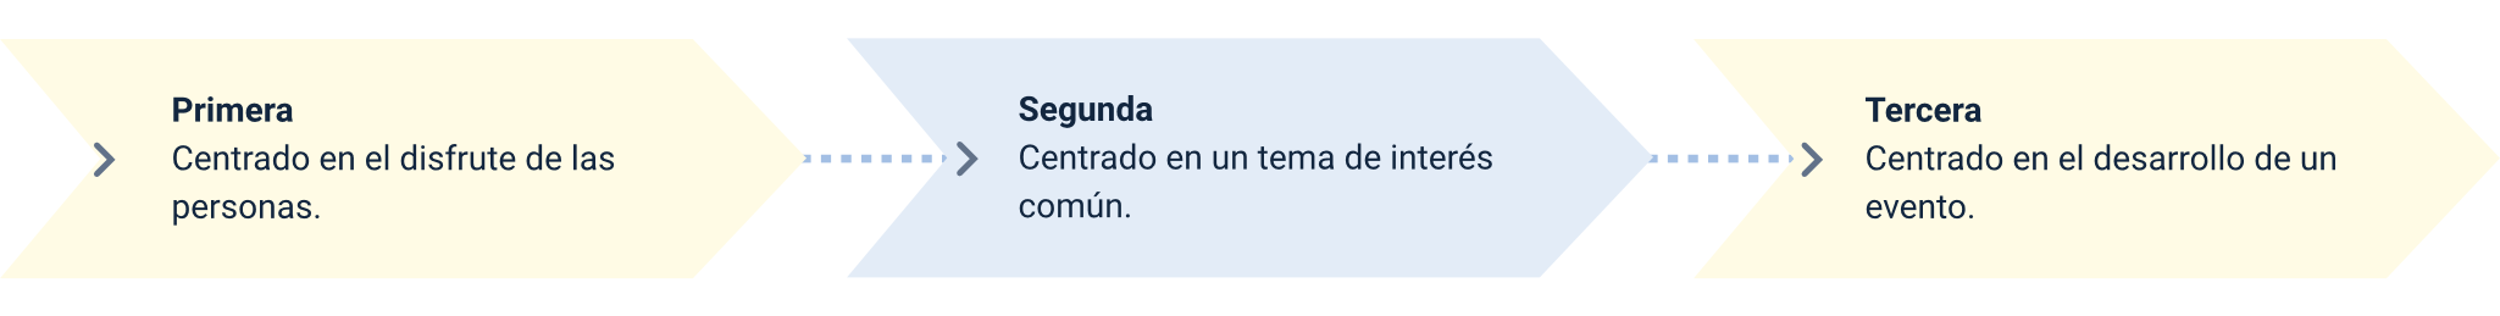 Primera
Centrado en el disfrute de las
personas.
Segunda
Centrado en un tema de interés
común.
Tercera
Centrado en el desarrollo de un
evento.